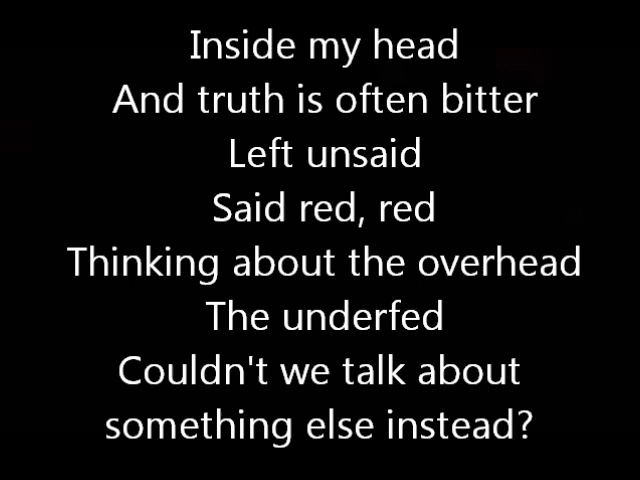 Inside my head
And truth is often bitter
Left unsaid
Said red, red
Thinking about the overhead
The underfed
Couldn't we talk about
something else instead?